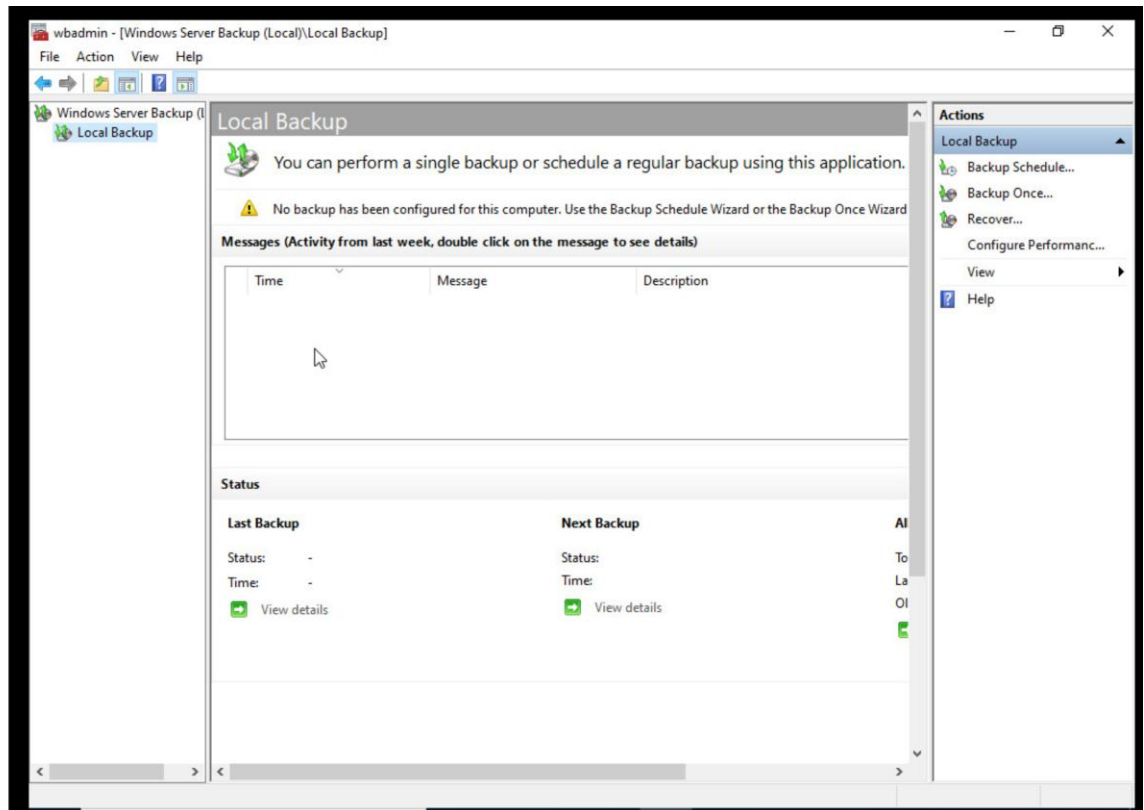 wbadmin - [Windows Server Backup (Local)\Local Backup]
File Action View Help
Windows Server Backup (l
Local Backup
Local Backup
You can perform a single backup or schedule a regular backup using this application.
No backup has been configured for this computer. Use the Backup Schedule Wizard or the Backup Once Wizard
Messages (Activity from last week, double click on the message to see details)
Time Message Description
Status
Last Backup Next Backup Al
Status: - Status: To
Time: - Time: La
View details View details Ol
Actions
Local Backup
Backup Schedule...
Backup Once...
Recover...
Configure Performanc...
View
Help